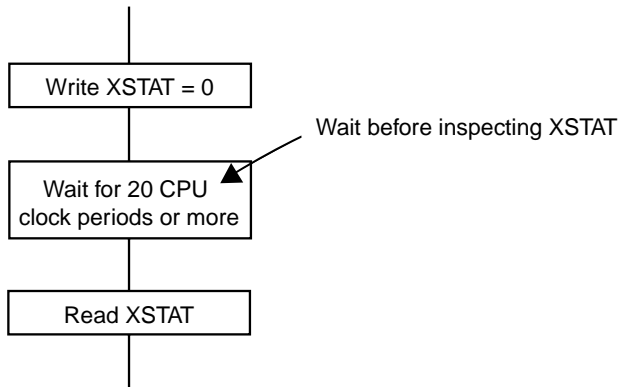 Write XSTAT = 0
Wait before inspecting XSTAT
Wait for 20 CPU
clock periods or more
Read XSTAT